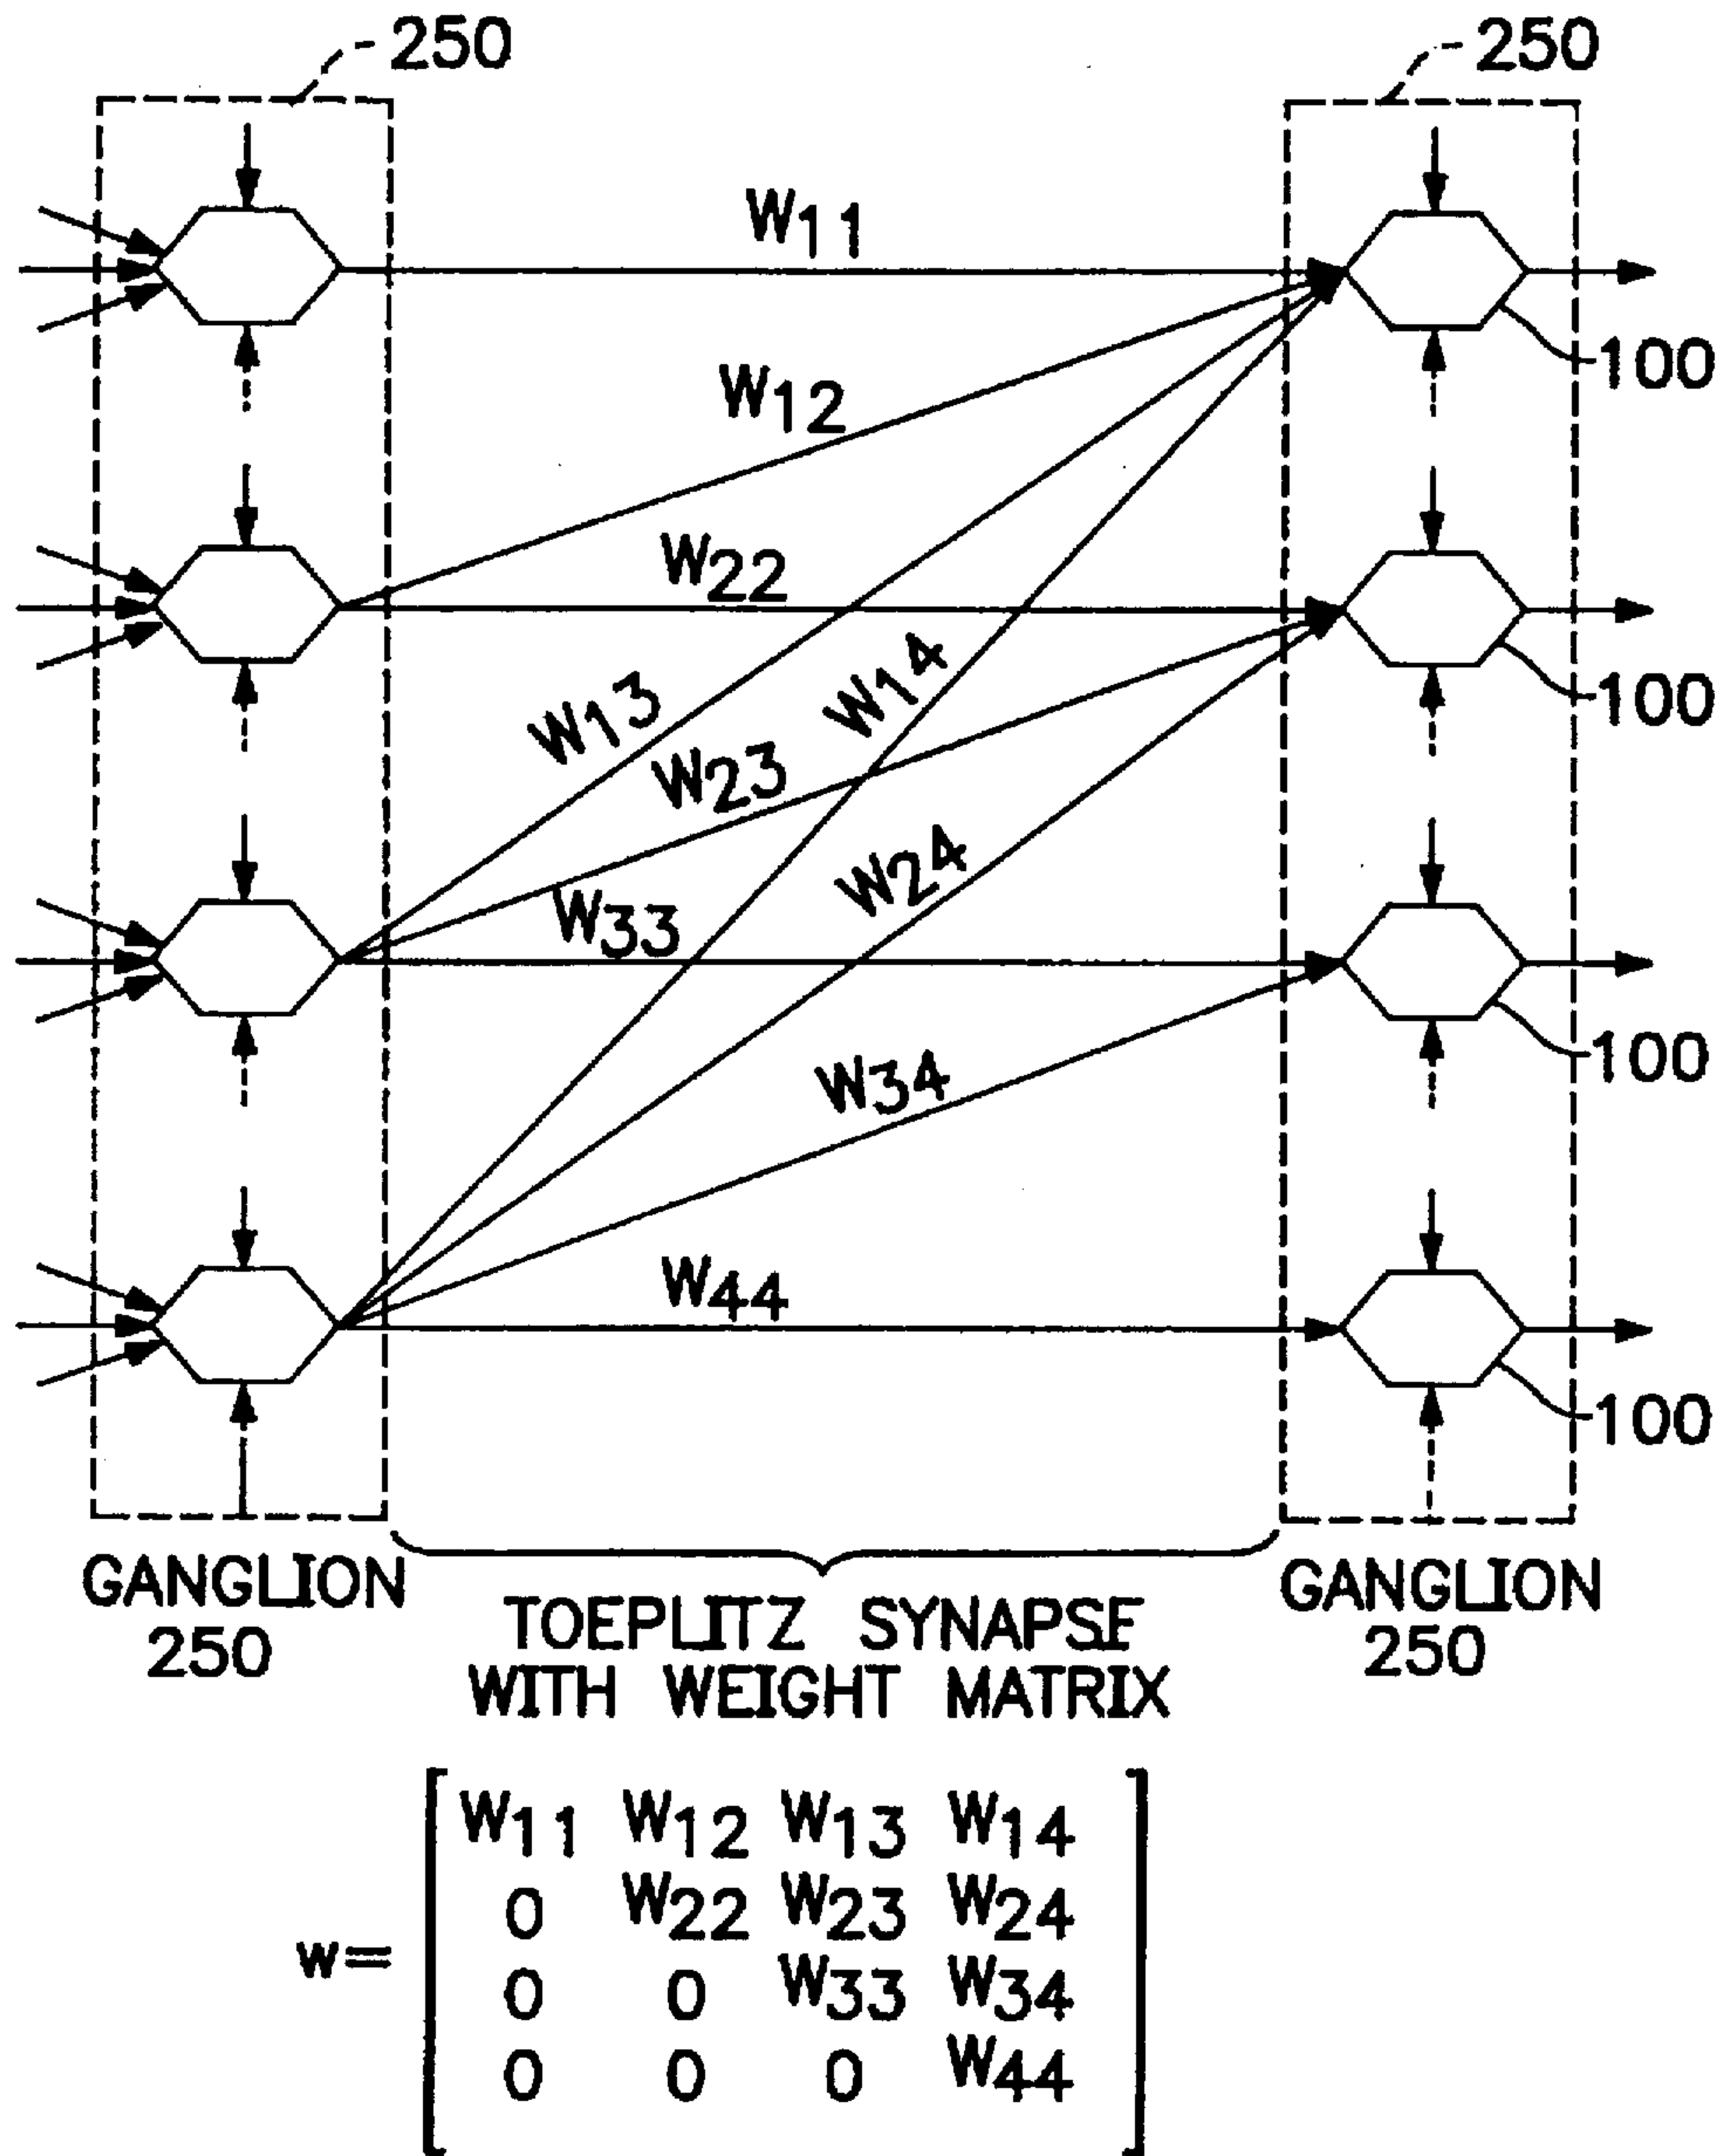 250 250
W11
100
W12
W22
W14
W13
100
W23
W24
W33
100
W34
W44
100
GANGLION
250
TOEPLITZ SYNAPSE
WITH WEIGHT MATRIX
GANGLION
250
W11 W12 W13 W14
0 W22 W23 W24
w=
0 0 W33 W34
0 0 0 W44